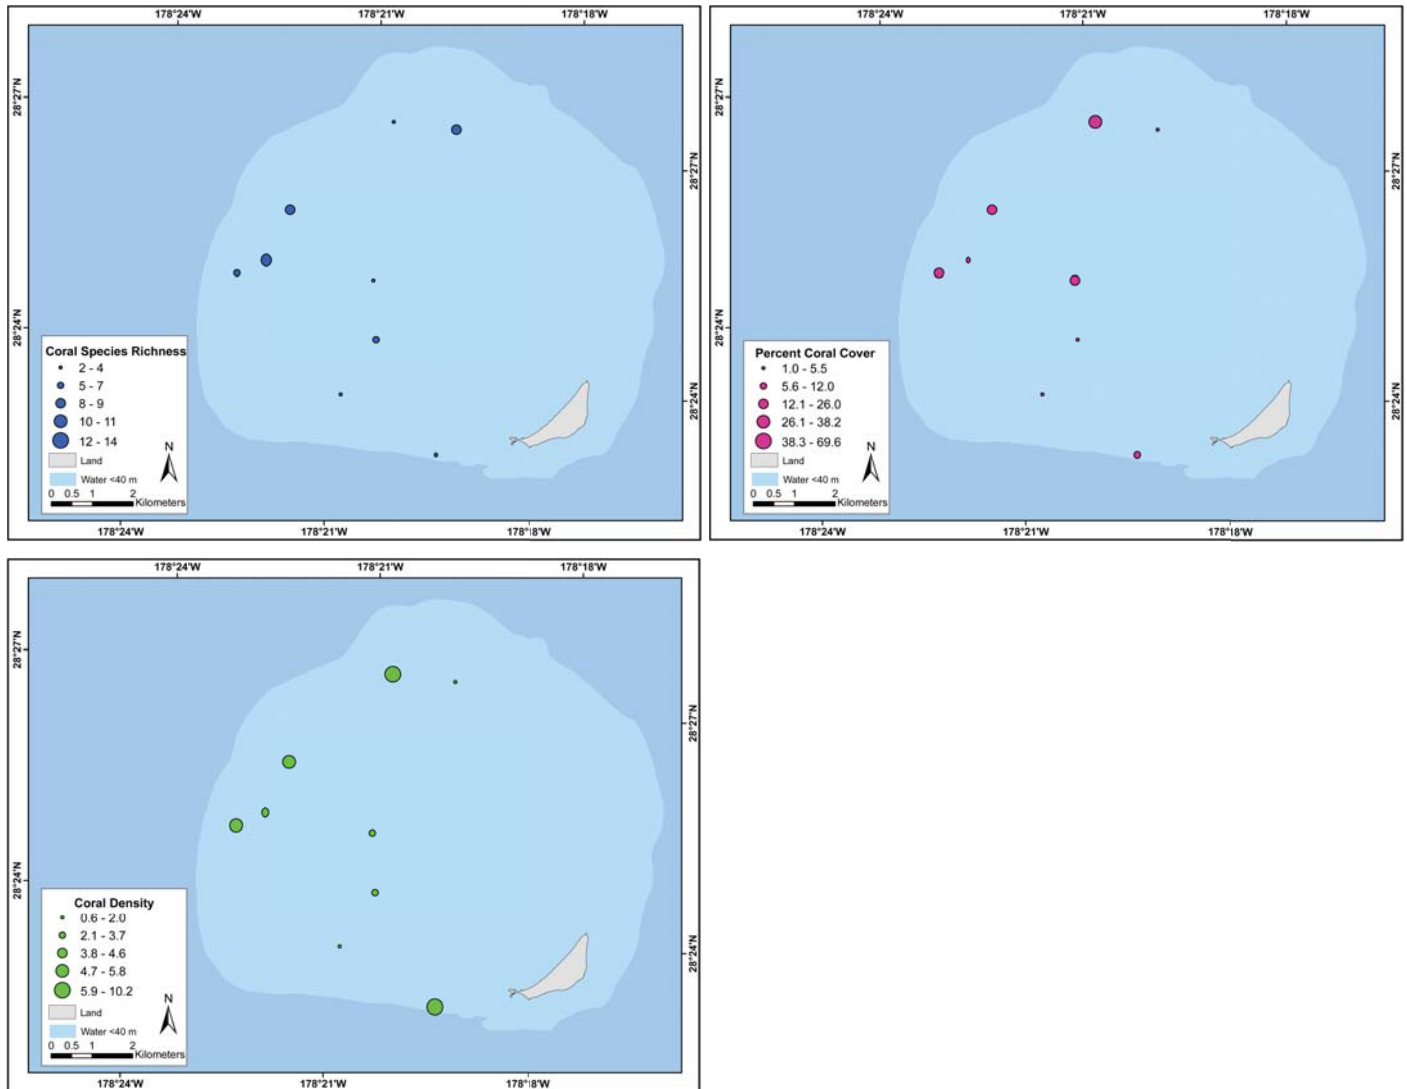 178°24'W 178°21'W 178°18'W
28°27'N
28°27'N
28°24'N
28°24'N
Coral Species Richness
2 - 4
5 - 7
8 - 9
10 - 11
12 - 14
N
Land
Water <40 m
0 0.5 1 2
Kilometers
178°24'W 178°21'W 178°18'W
178°24'W 178°21'W 178°18'W
28°27'N
28°27'N
28°24'N
28°24'N
Percent Coral Cover
1.0 - 5.5
5.6 - 12.0
12.1 - 26.0
26.1 - 38.2
38.3 - 69.6
N
Land
Water <40 m
0 0.5 1 2
Kilometers
178°24'W 178°21'W 178°18'W
178°24'W 178°21'W 178°18'W
28°27'N
28°27'N
28°24'N
28°24'N
Coral Density
0.6 - 2.0
2.1 - 3.7
3.8 - 4.6
4.7 - 5.8
5.9 - 10.2
N
Land
Water <40 m
0 0.5 1 2
Kilometers
178°24'W 178°21'W 178°18'W